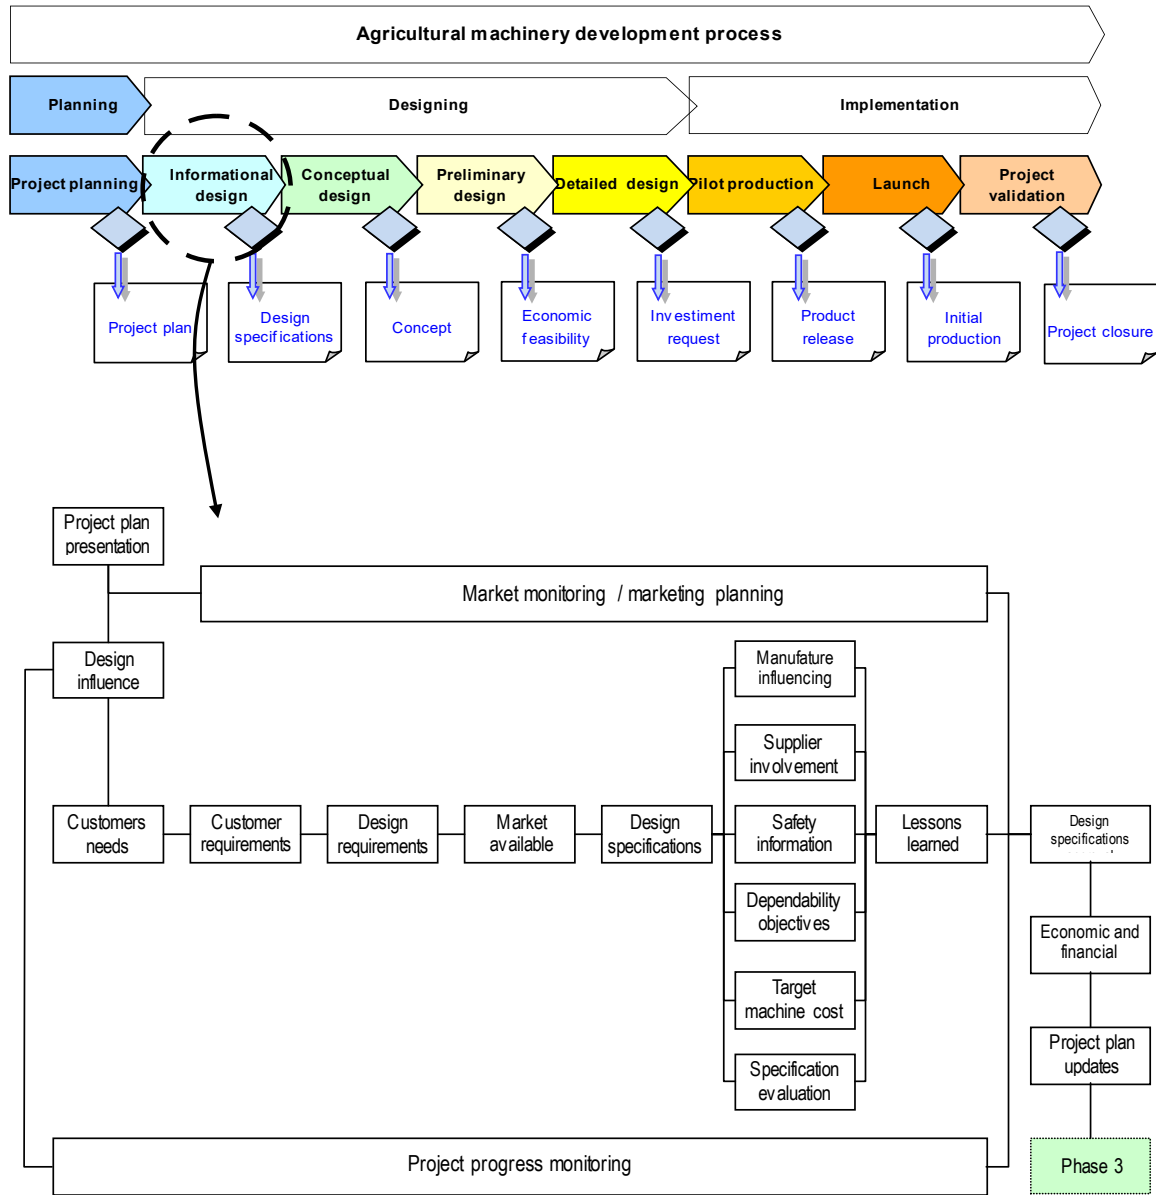 Agricultural machinery development process
Planning
Designing
Implementation
Project planning
Informational
design
Conceptual
design
Preliminary
design
Detailed design
Pilot production
Launch
Project
validation
Project plan
Design
specifications
Concept
Economic
feasibility
Investiment
request
Product
release
Initial
production
Project closure
Project plan
presentation
Market monitoring / marketing planning
Design
influence
Manufature
influencing
Supplier
involvement
Customers
needs
Customer
requirements
Design
requirements
Market
available
Design
specifications
Safety
information
Lessons
learned
Design
specifications
Dependability
objectives
Economic and
financial
Target
machine cost
Project plan
updates
Specification
evaluation
Project progress monitoring
Phase 3